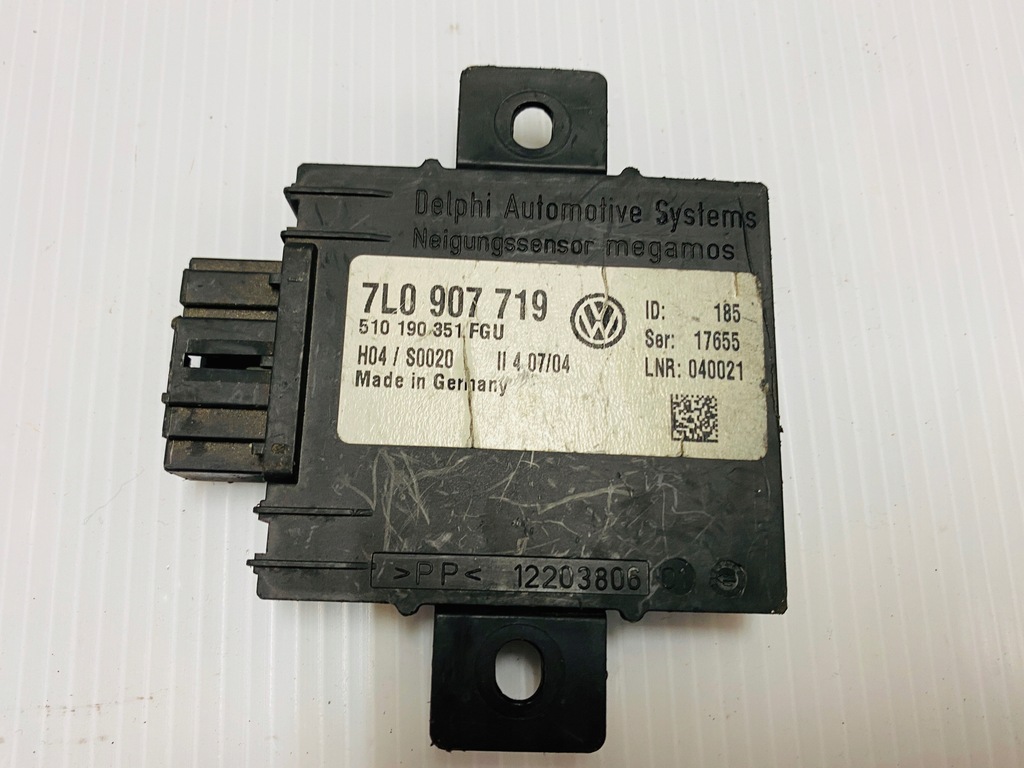 Delphi Automotive Systems
Neigungssensor megamos
7L0 907 719
510 190 351 FGU
H04 / S0020 II 4 07/04
Made in Germany
ID: 185
Ser: 17655
LNR: 040021
>PP< 12203806